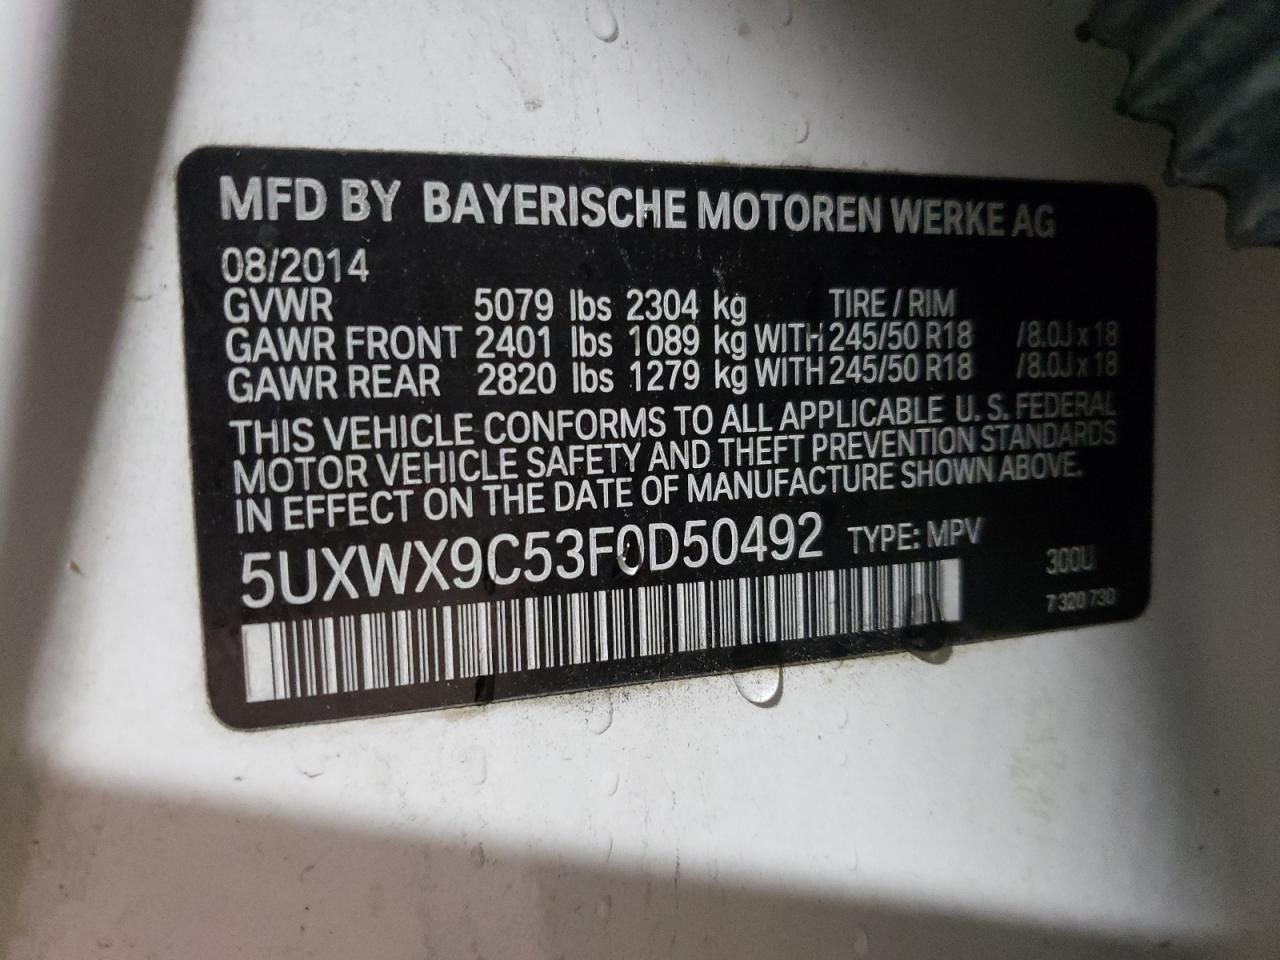 MFD BY BAYERISCHE MOTOREN WERKE AG
08/2014
GVWR 5079 lbs 2304 kg TIRE / RIM
GAWR FRONT 2401 lbs 1089 kg WITH 245/50 R18 /8.0J x 18
GAWR REAR 2820 lbs 1279 kg WITH 245/50 R18 /8.0J x 18
THIS VEHICLE CONFORMS TO ALL APPLICABLE U. S. FEDERAL
MOTOR VEHICLE SAFETY AND THEFT PREVENTION STANDARDS
IN EFFECT ON THE DATE OF MANUFACTURE SHOWN ABOVE.
5UXWX9C53F0D50492 TYPE: MPV
300U
7 320 730